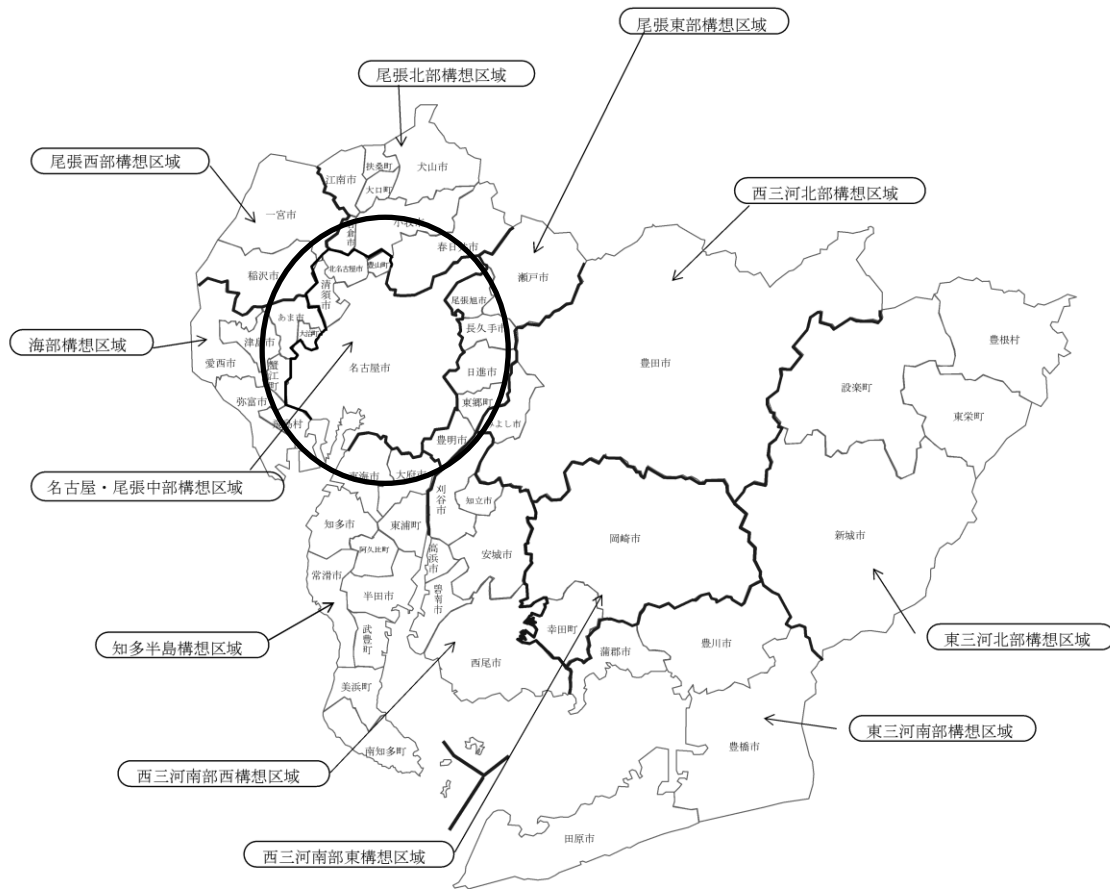 尾張東部構想区域
尾張北部構想区域
尾張西部構想区域
西三河北部構想区域
海部構想区域
名古屋・尾張中部構想区域
知多半島構想区域
東三河北部構想区域
東三河南部構想区域
西三河南部西構想区域
西三河南部東構想区域
犬山市
扶桑町
江南市
大口町
一宮市
小牧市
春日井市
稲沢市
北名古屋市
豊山町
清須市
瀬戸市
尾張旭市
あま市
大治町
津島市
長久手市
愛西市
蟹江町
名古屋市
日進市
豊田市
弥富市
東郷町
みよし市
豊明市
設楽町
豊根村
東栄町
東海市
大府市
刈谷市
知立市
知多市
東浦町
阿久比町
高浜市
安城市
岡崎市
新城市
常滑市
半田市
碧南市
武豊町
幸田町
西尾市
蒲郡市
豊川市
美浜町
南知多町
豊橋市
田原市